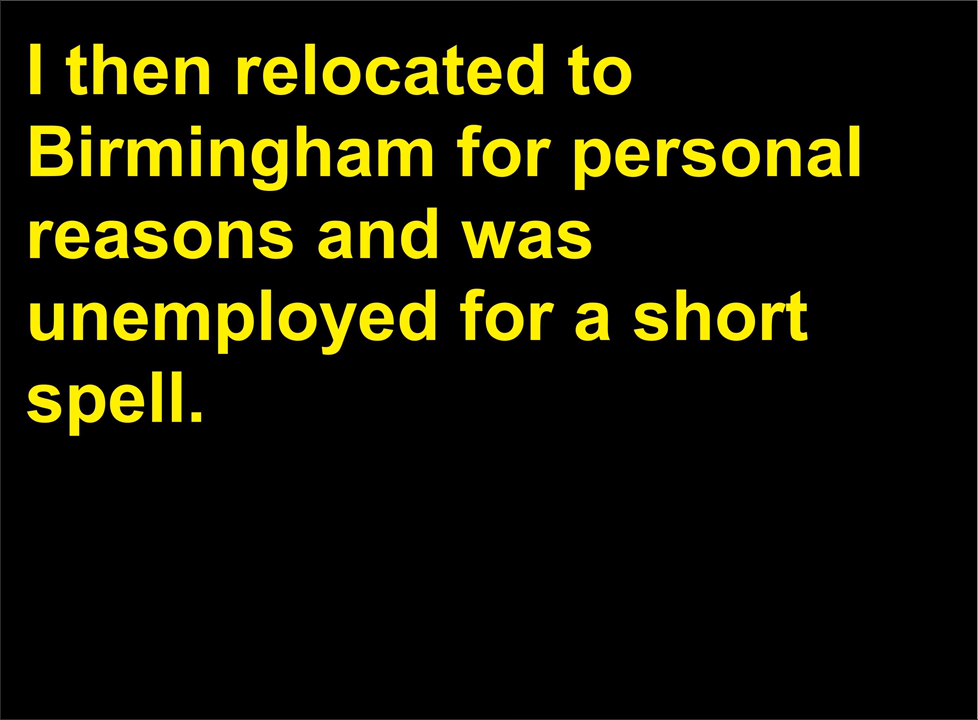 I then relocated to
Birmingham for personal
reasons and was
unemployed for a short
spell.